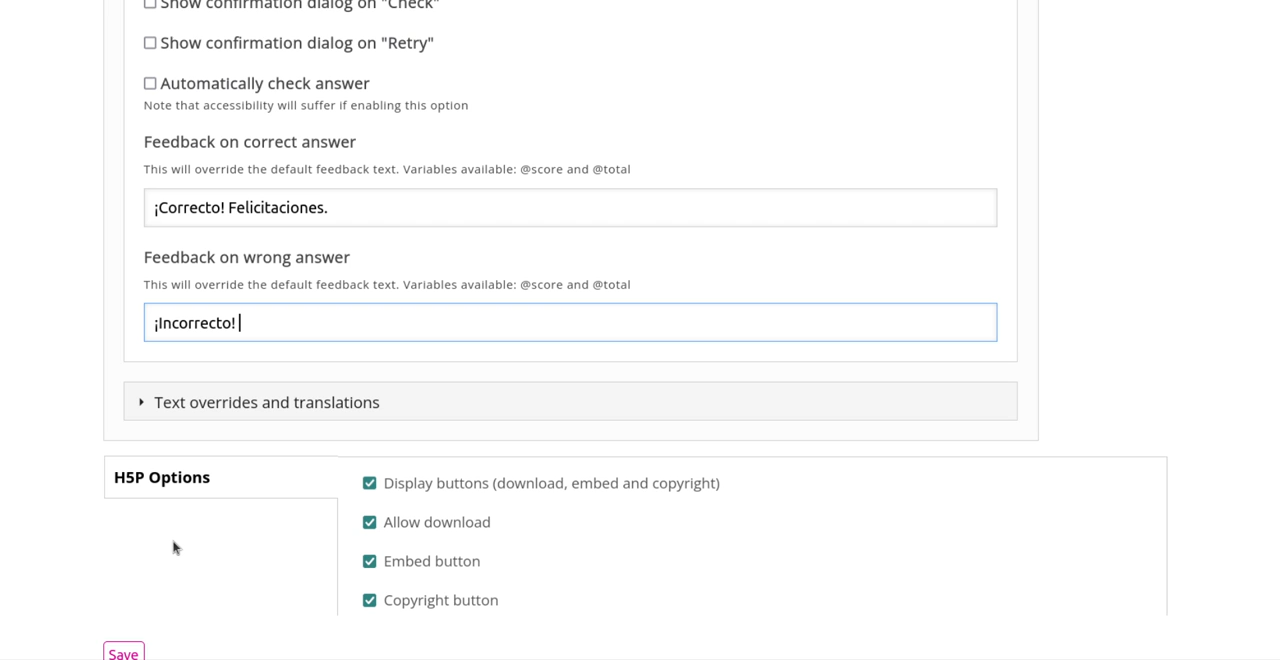 Show confirmation dialog on "Check"
Show confirmation dialog on "Retry"
Automatically check answer
Note that accessibility will suffer if enabling this option
Feedback on correct answer
This will override the default feedback text. Variables available: @score and @total
¡Correcto! Felicitaciones.
Feedback on wrong answer
This will override the default feedback text. Variables available: @score and @total
¡Incorrecto!
Text overrides and translations
H5P Options
Display buttons (download, embed and copyright)
Allow download
Embed button
Copyright button
Save